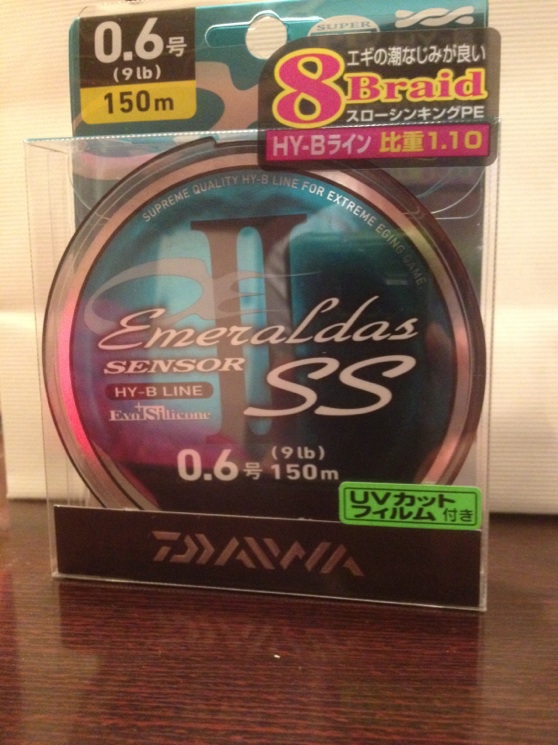 0.6号
(9lb)
150m
SUPER
エギの潮なじみが良い
8Braid
スローシンキングPE
HY-Bライン 比重1.10
SUPREME QUALITY HY-B LINE FOR EXTREME EGING GAME
II
Emeraldas
SENSOR SS
HY-B LINE
Evo+Silicone
0.6号 (9lb) 150m
UVカット
フィルム付き
DAIWA